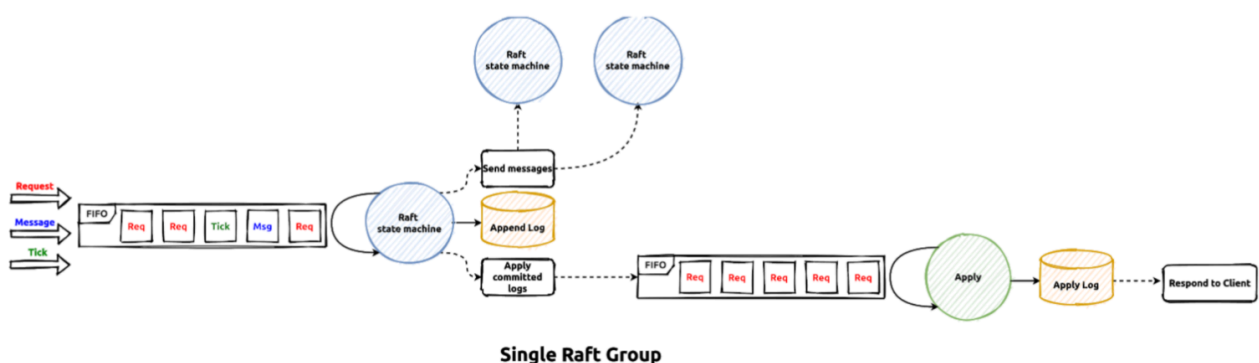 Raft
state machine
Raft
state machine
Send messages
Request
Message
Tick
FIFO
Req
Req
Tick
Msg
Req
Raft
state machine
Append Log
Apply
committed
logs
FIFO
Req
Req
Req
Req
Req
Apply
Apply Log
Respond to Client
Single Raft Group